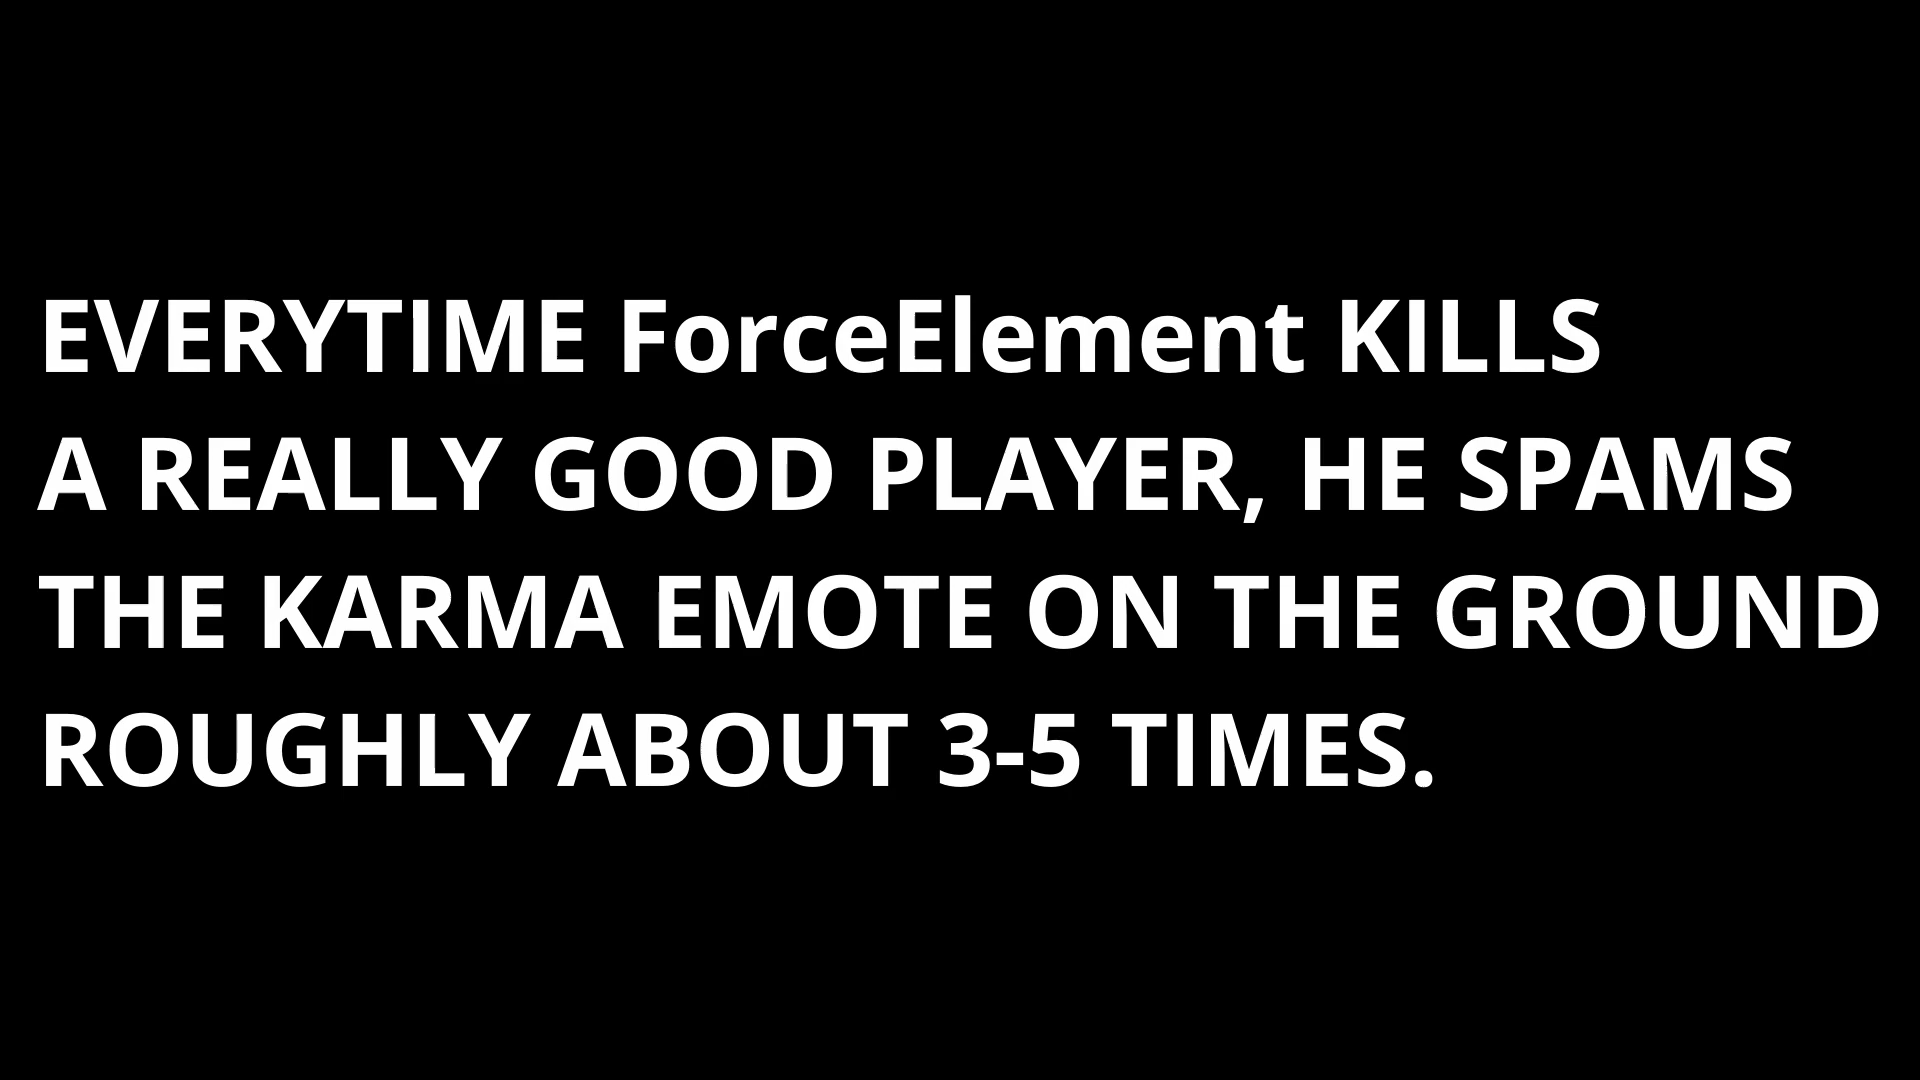 EVERYTIME ForceElement KILLS
A REALLY GOOD PLAYER, HE SPAMS
THE KARMA EMOTE ON THE GROUND
ROUGHLY ABOUT 3-5 TIMES.